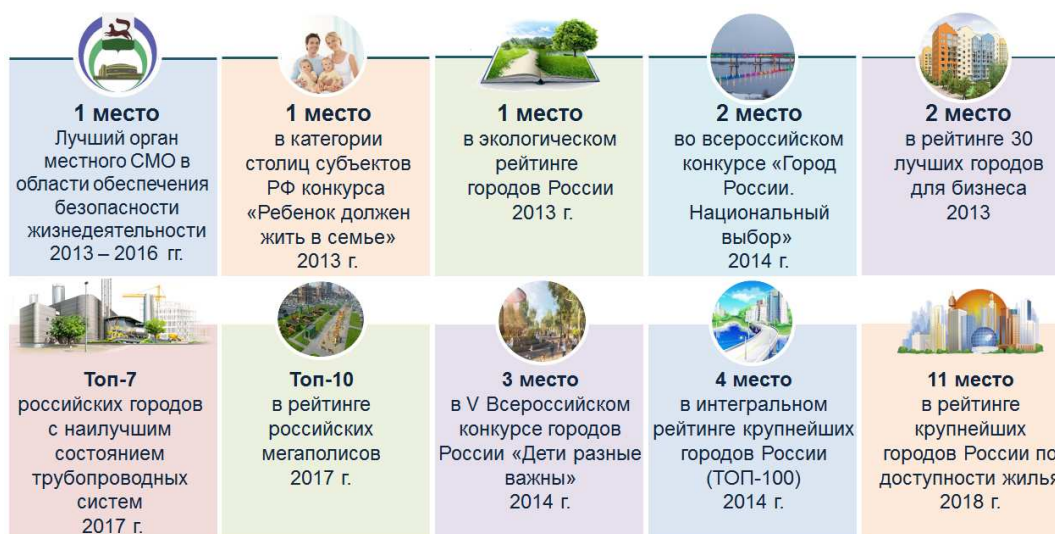 1 место
Лучший орган
местного СМО в
области обеспечения
безопасности
жизнедеятельности
2013 – 2016 гг.
1 место
в категории
столиц субъектов
РФ конкурса
«Ребенок должен
жить в семье»
2013 г.
1 место
в экологическом
рейтинге
городов России
2013 г.
2 место
во всероссийском
конкурсе «Город
России.
Национальный
выбор»
2014 г.
2 место
в рейтинге 30
лучших городов
для бизнеса
2013
Топ-7
российских городов
с наилучшим
состоянием
трубопроводных
систем
2017 г.
Топ-10
в рейтинге
российских
мегаполисов
2017 г.
3 место
в V Всероссийском
конкурсе городов
России «Дети разные
важны»
2014 г.
4 место
в интегральном
рейтинге крупнейших
городов России
(ТОП-100)
2014 г.
11 место
в рейтинге
крупнейших
городов России по
доступности жилья
2018 г.